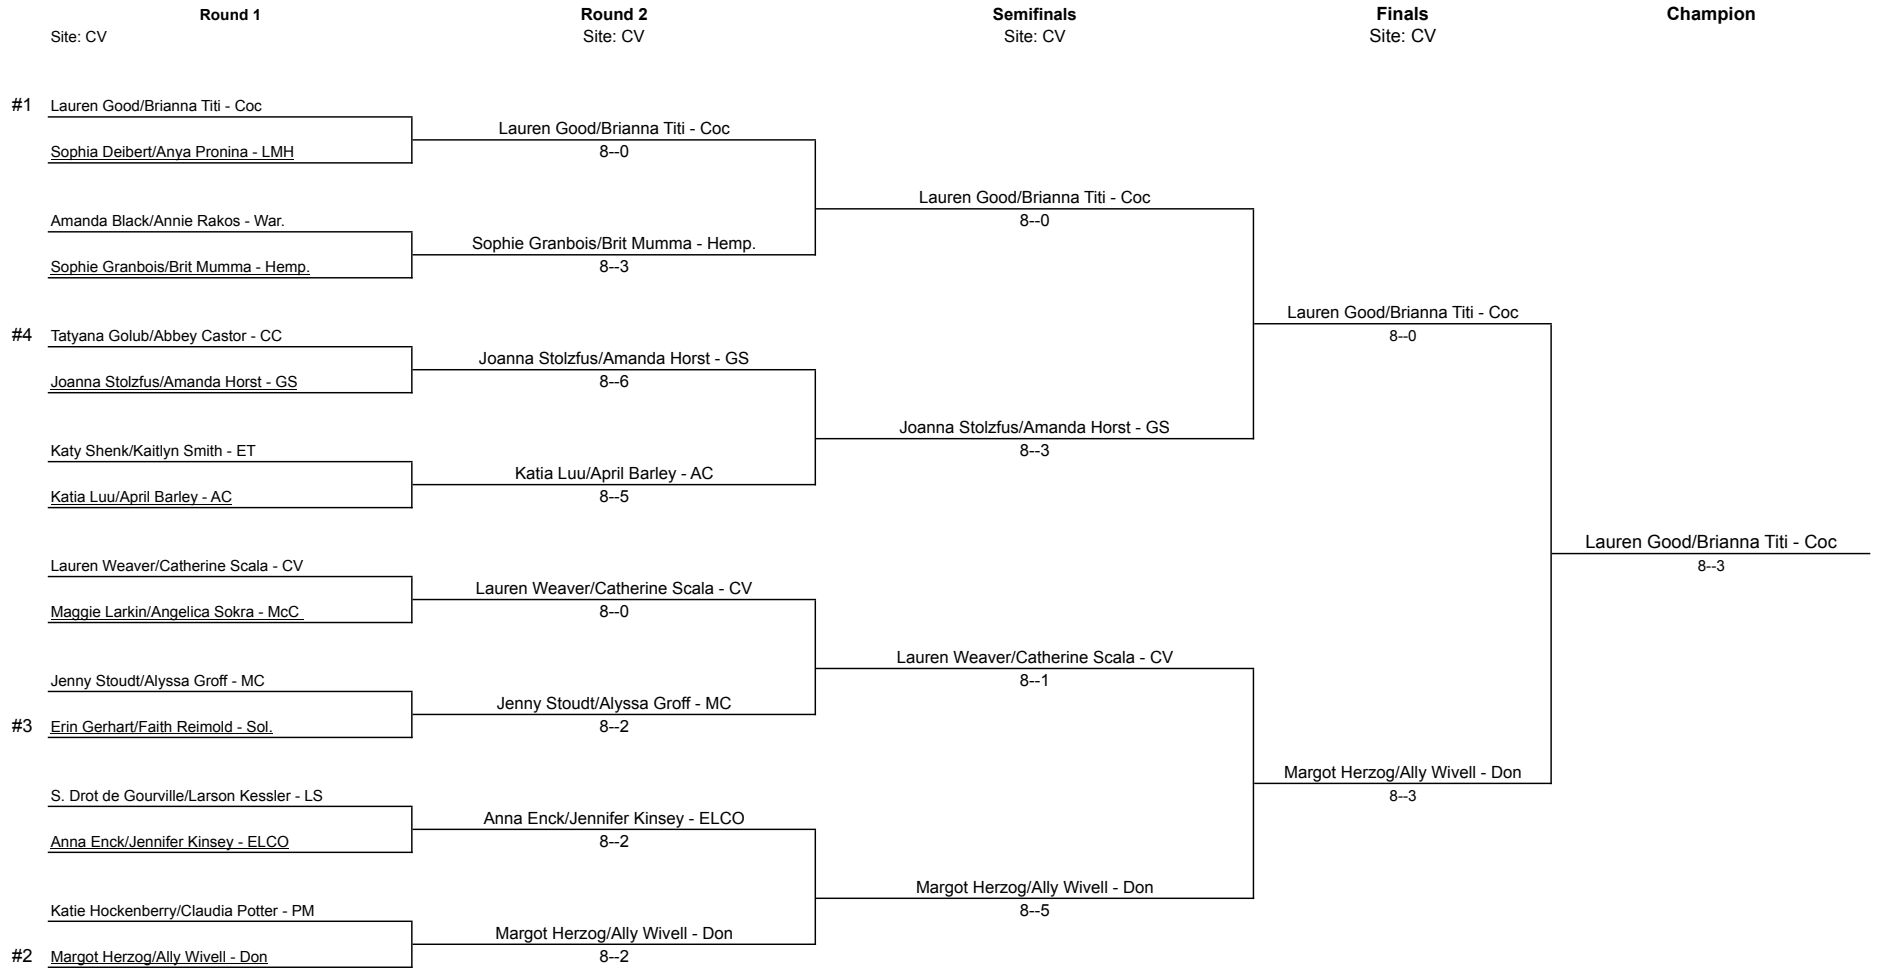 Round 1
Round 2
Semifinals
Finals
Champion
Site: CV
Site: CV
Site: CV
Site: CV
#1 Lauren Good/Brianna Titi - Coc
Sophia Deibert/Anya Pronina - LMH
Amanda Black/Annie Rakos - War.
Sophie Granbois/Brit Mumma - Hemp.
#4 Tatyana Golub/Abbey Castor - CC
Joanna Stolzfus/Amanda Horst - GS
Katy Shenk/Kaitlyn Smith - ET
Katia Luu/April Barley - AC
Lauren Weaver/Catherine Scala - CV
Maggie Larkin/Angelica Sokra - McC
Jenny Stoudt/Alyssa Groff - MC
#3 Erin Gerhart/Faith Reimold - Sol.
S. Drot de Gourville/Larson Kessler - LS
Anna Enck/Jennifer Kinsey - ELCO
Katie Hockenberry/Claudia Potter - PM
#2 Margot Herzog/Ally Wivell - Don
Lauren Good/Brianna Titi - Coc
8--0
Sophie Granbois/Brit Mumma - Hemp.
8--3
Joanna Stolzfus/Amanda Horst - GS
8--6
Katia Luu/April Barley - AC
8--5
Lauren Weaver/Catherine Scala - CV
8--0
Jenny Stoudt/Alyssa Groff - MC
8--2
Anna Enck/Jennifer Kinsey - ELCO
8--2
Margot Herzog/Ally Wivell - Don
8--2
Lauren Good/Brianna Titi - Coc
8--0
Joanna Stolzfus/Amanda Horst - GS
8--3
Lauren Weaver/Catherine Scala - CV
8--1
Margot Herzog/Ally Wivell - Don
8--5
Lauren Good/Brianna Titi - Coc
8--0
Margot Herzog/Ally Wivell - Don
8--3
Lauren Good/Brianna Titi - Coc
8--3